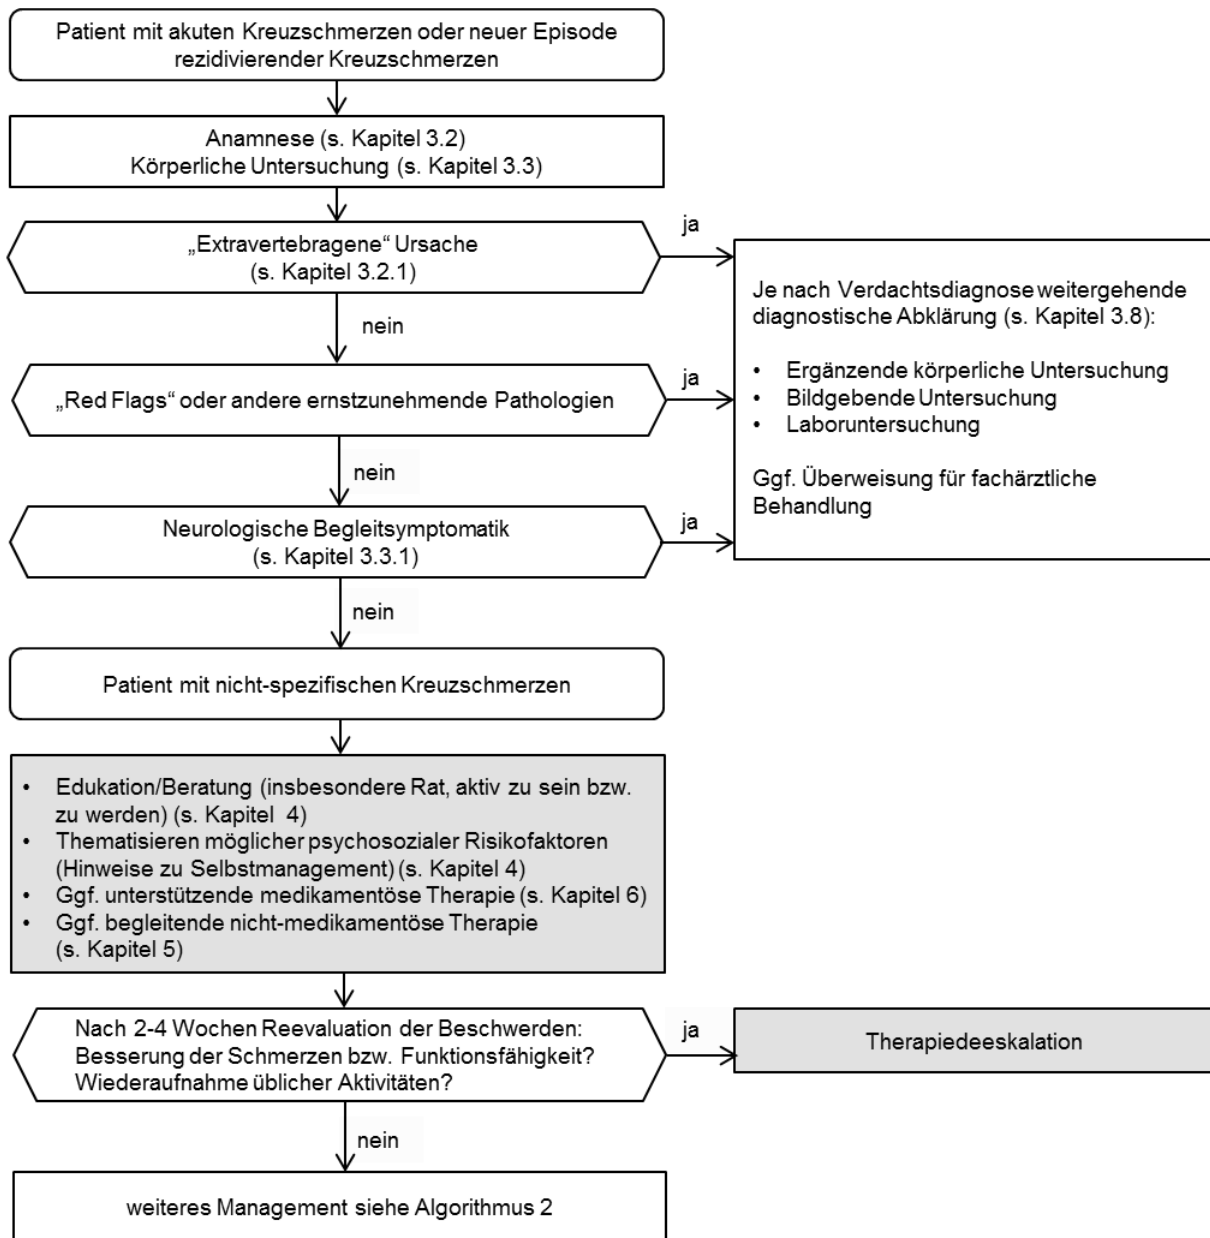 Patient mit akuten Kreuzschmerzen oder neuer Episode
rezidivierender Kreuzschmerzen
Anamnese (s. Kapitel 3.2)
Körperliche Untersuchung (s. Kapitel 3.3)
„Extravertebragene“ Ursache
(s. Kapitel 3.2.1)
ja
nein
„Red Flags“ oder andere ernstzunehmende Pathologien
ja
nein
Neurologische Begleitsymptomatik
(s. Kapitel 3.3.1)
ja
nein
Je nach Verdachtsdiagnose weitergehende
diagnostische Abklärung (s. Kapitel 3.8):
• Ergänzende körperliche Untersuchung
• Bildgebende Untersuchung
• Laboruntersuchung
Ggf. Überweisung für fachärztliche
Behandlung
Patient mit nicht-spezifischen Kreuzschmerzen
• Edukation/Beratung (insbesondere Rat, aktiv zu sein bzw.
zu werden) (s. Kapitel 4)
• Thematisieren möglicher psychosozialer Risikofaktoren
(Hinweise zu Selbstmanagement) (s. Kapitel 4)
• Ggf. unterstützende medikamentöse Therapie (s. Kapitel 6)
• Ggf. begleitende nicht-medikamentöse Therapie
(s. Kapitel 5)
Nach 2-4 Wochen Reevaluation der Beschwerden:
Besserung der Schmerzen bzw. Funktionsfähigkeit?
Wiederaufnahme üblicher Aktivitäten?
ja
Therapiedeeskalation
nein
weiteres Management siehe Algorithmus 2